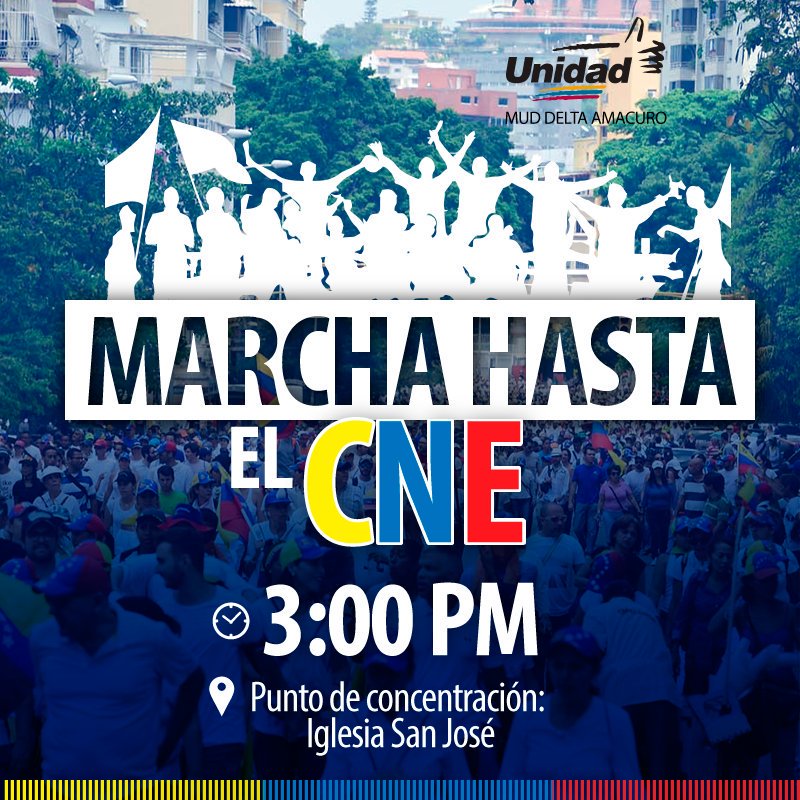 Unidad
MUD DELTA AMACURO
MARCHA HASTA
EL CNE
3:00 PM
Punto de concentración:
Iglesia San José